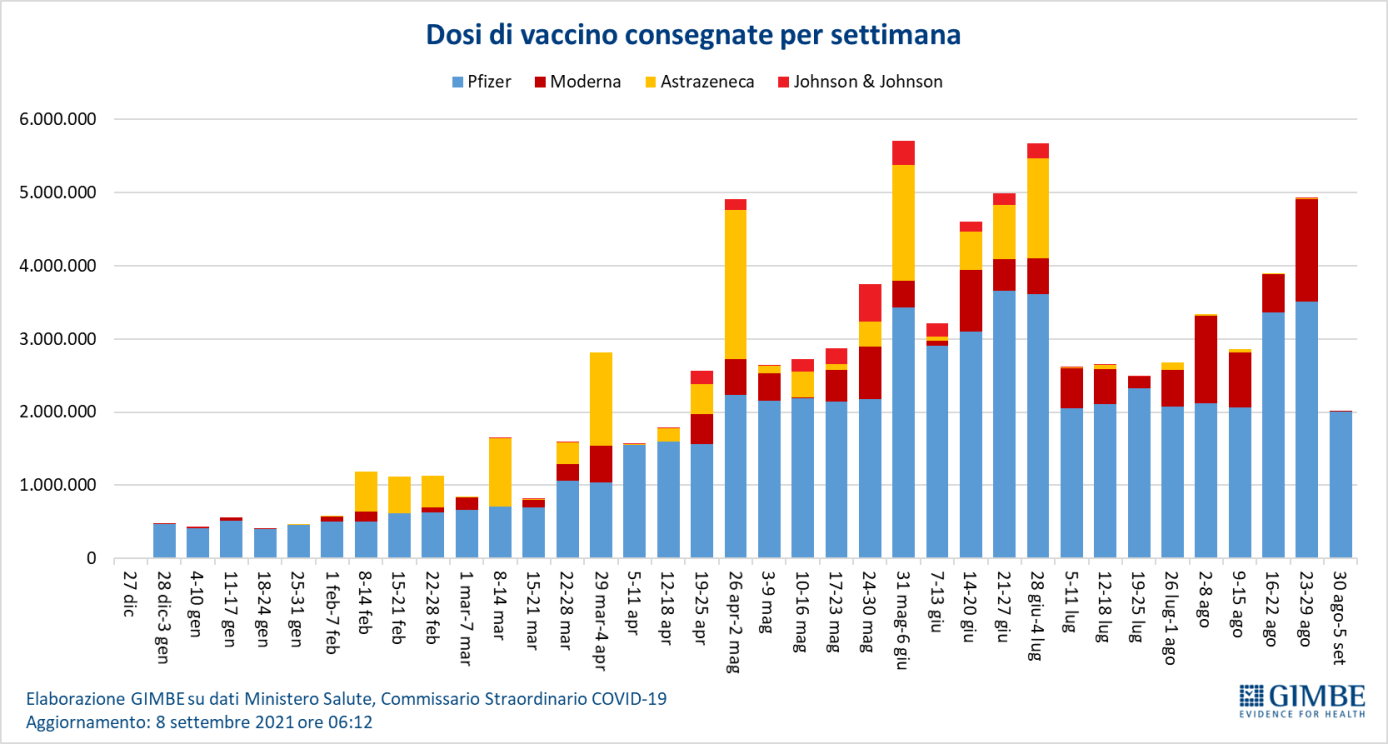 Dosi di vaccino consegnate per settimana
Pfizer Moderna Astrazeneca Johnson & Johnson
6.000.000
5.000.000
4.000.000
3.000.000
2.000.000
1.000.000
0
27 dic
28 dic-3 gen
4-10 gen
11-17 gen
18-24 gen
25-31 gen
1 feb-7 feb
8-14 feb
15-21 feb
22-28 feb
1 mar-7 mar
8-14 mar
15-21 mar
22-28 mar
29 mar-4 apr
5-11 apr
12-18 apr
19-25 apr
26 apr-2 mag
3-9 mag
10-16 mag
17-23 mag
24-30 mag
31 mag-6 giu
7-13 giu
14-20 giu
21-27 giu
28 giu-4 lug
5-11 lug
12-18 lug
19-25 lug
26 lug-1 ago
2-8 ago
9-15 ago
16-22 ago
23-29 ago
30 ago-5 set
Elaborazione GIMBE su dati Ministero Salute, Commissario Straordinario COVID-19
Aggiornamento: 8 settembre 2021 ore 06:12
GIMBE
EVIDENCE FOR HEALTH